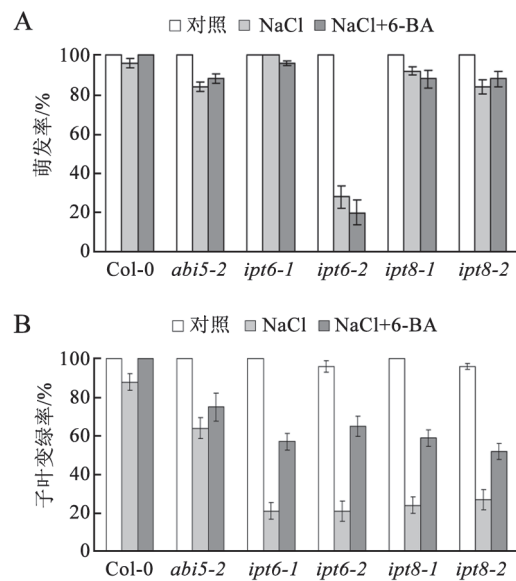 A
对照 NaCl NaCl+6-BA
萌发率/%
100
80
60
40
20
0
Col-0 abi5-2 ipt6-1 ipt6-2 ipt8-1 ipt8-2
B
对照 NaCl NaCl+6-BA
子叶变绿率/%
100
80
60
40
20
0
Col-0 abi5-2 ipt6-1 ipt6-2 ipt8-1 ipt8-2